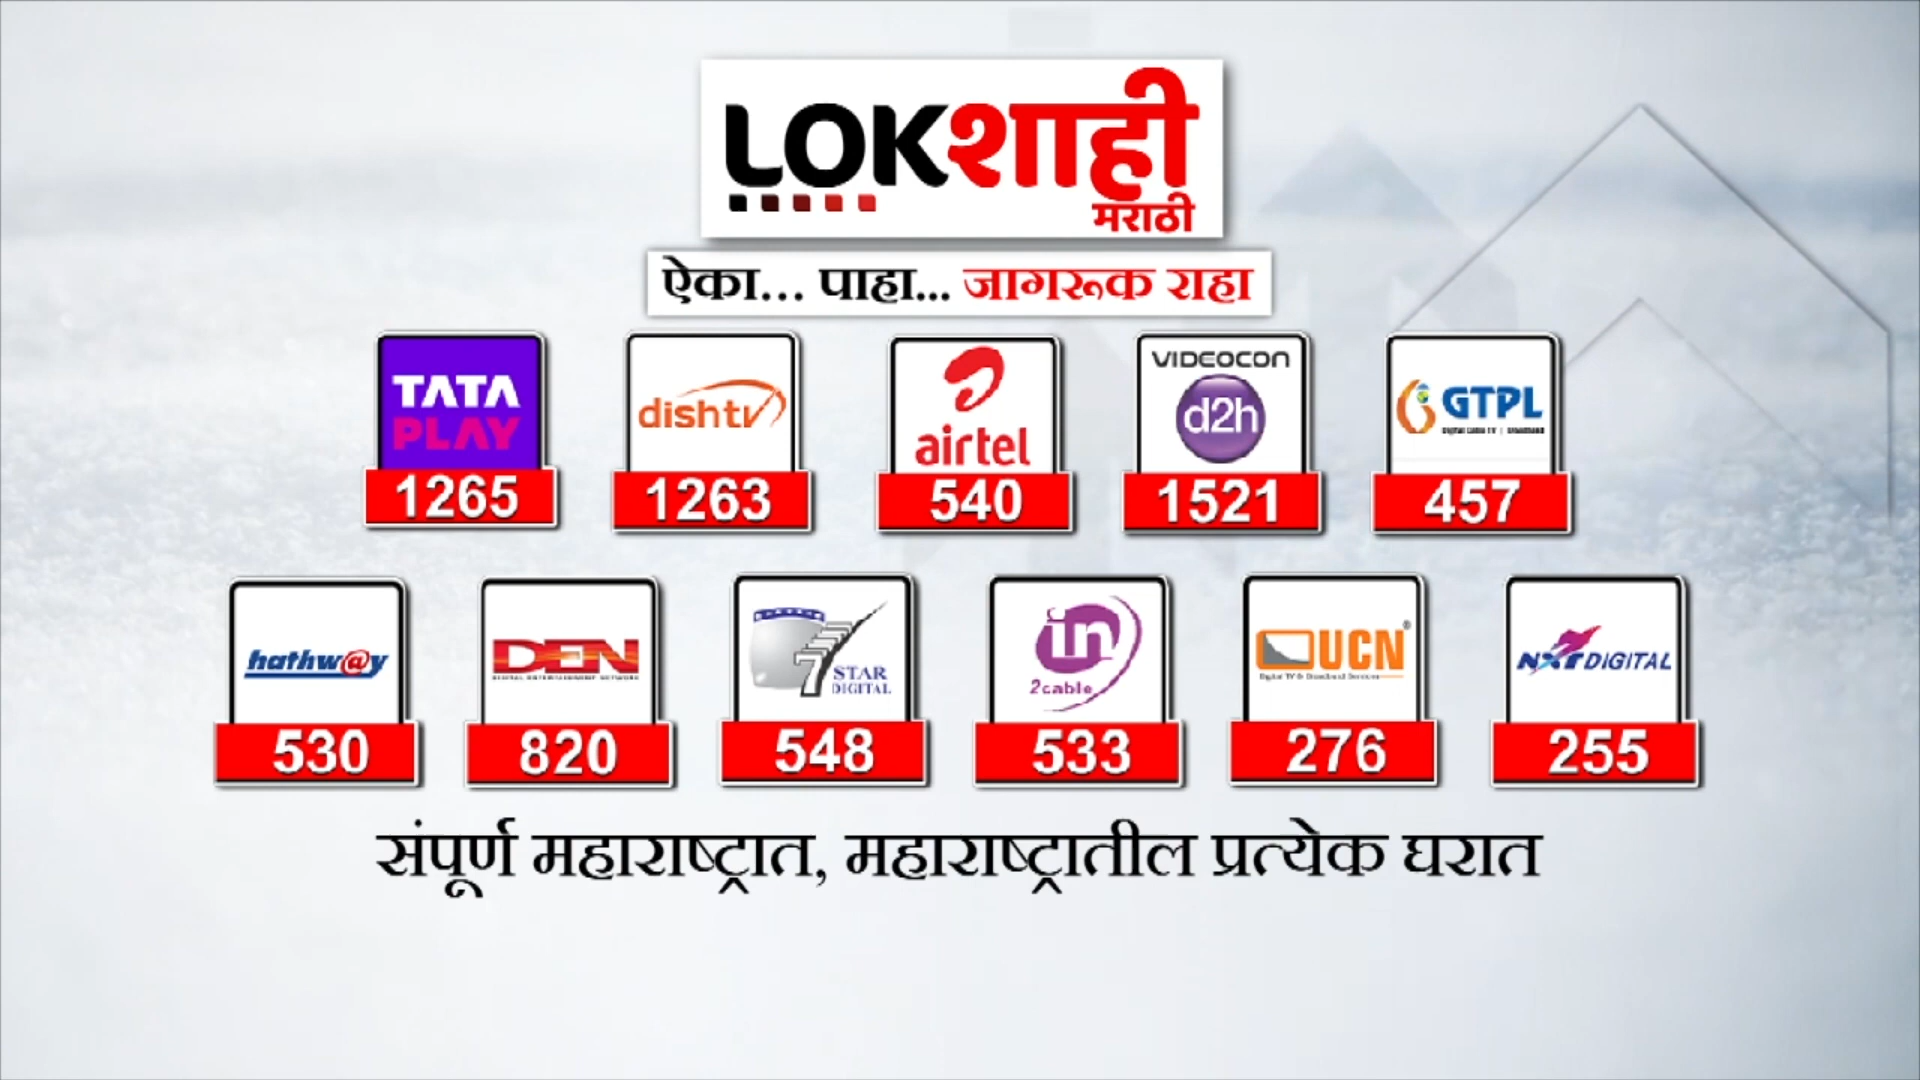 LOKशाही
मराठी
ऐका... पाहा... जागरूक राहा
TATA PLAY
dishtv
airtel
VIDEOCON d2h
GTPL
1265
1263
540
1521
457
hathw@y
DEN
7 STAR DIGITAL
in 2cable
UCN
NXT DIGITAL
530
820
548
533
276
255
संपूर्ण महाराष्ट्रात, महाराष्ट्रातील प्रत्येक घरात